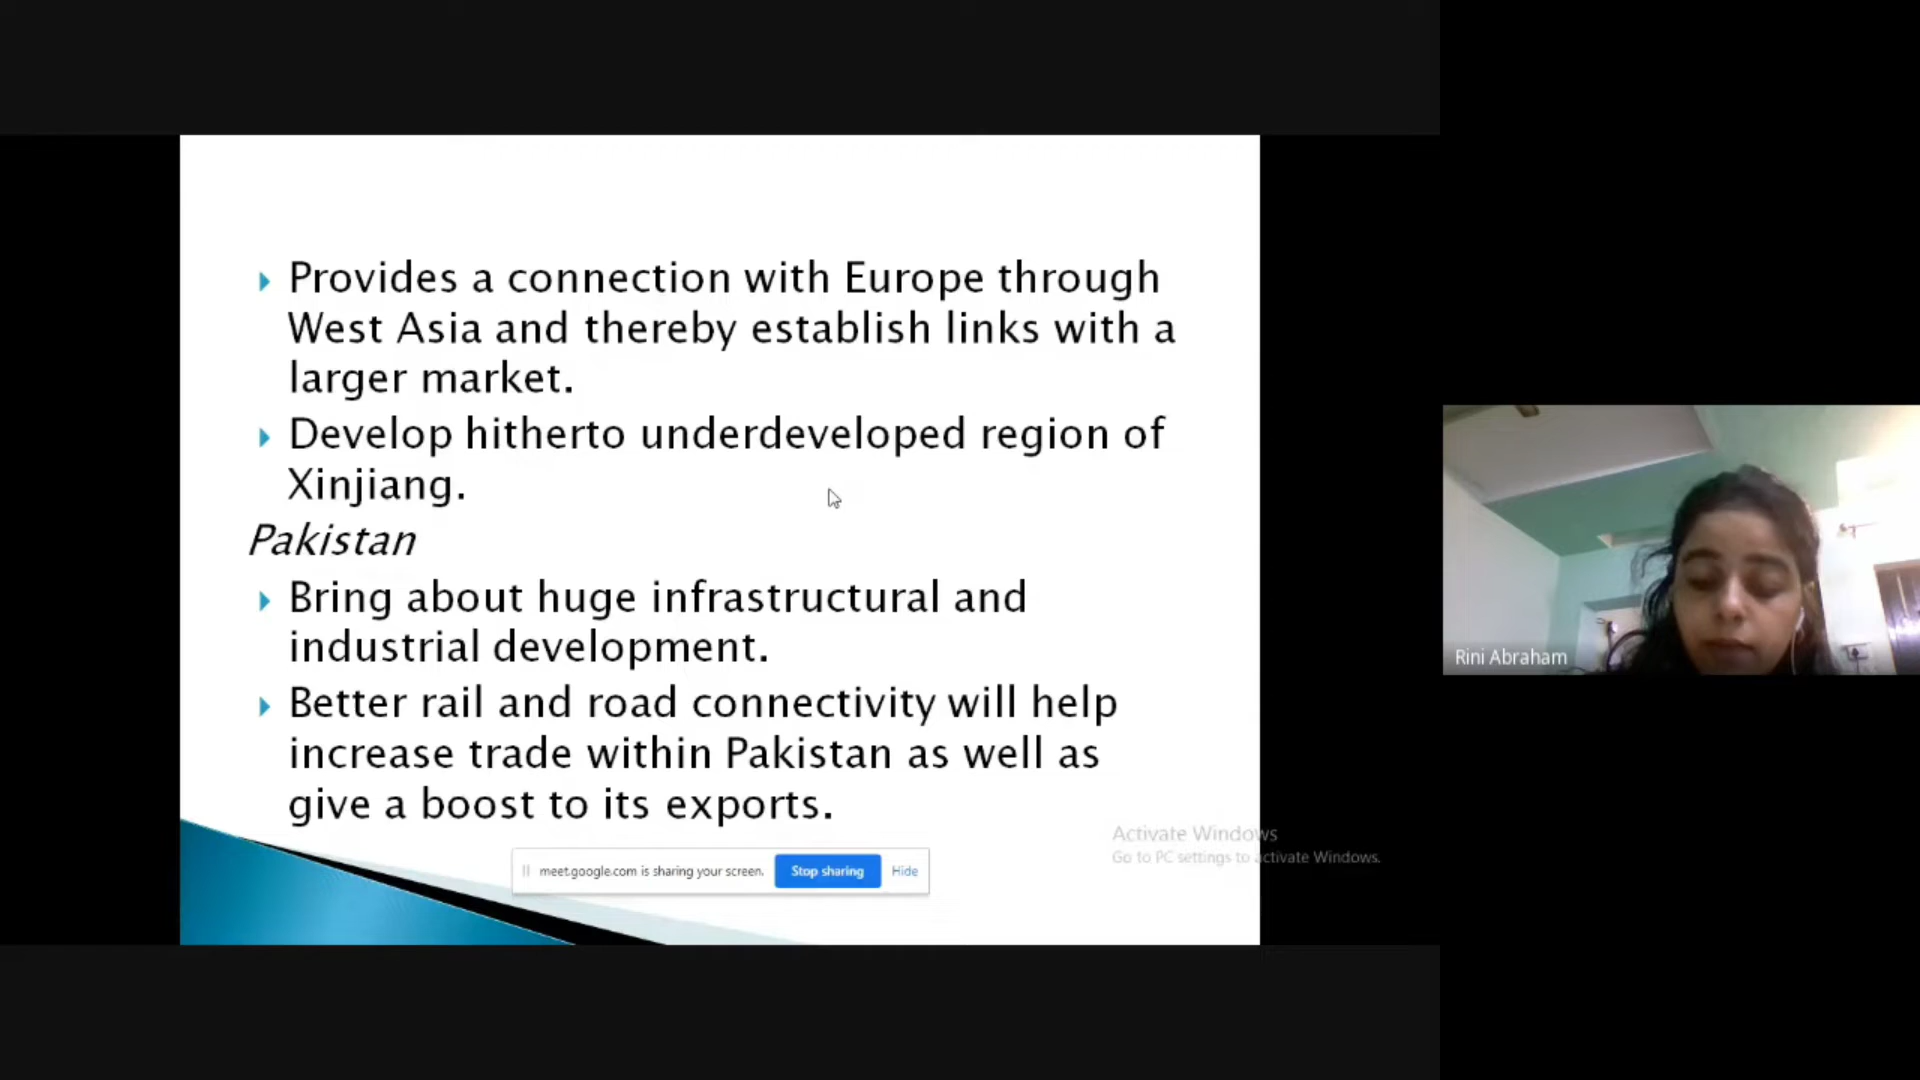 Provides a connection with Europe through
West Asia and thereby establish links with a
larger market.
Develop hitherto underdeveloped region of
Xinjiang.
Pakistan
Bring about huge infrastructural and
industrial development.
Better rail and road connectivity will help
increase trade within Pakistan as well as
give a boost to its exports.
Activate Windows
Go to PC settings to activate Windows.
meet.google.com is sharing your screen.
Stop sharing
Hide
Rini Abraham